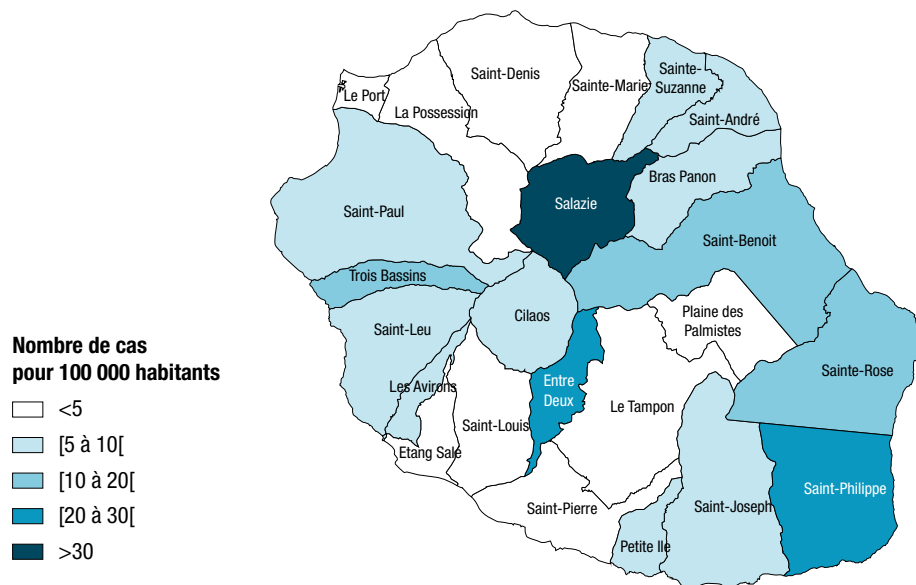 Saint-Denis
Sainte-Marie
Sainte-
Suzanne
Le Port
La Possession
Saint-André
Bras Panon
Salazie
Saint-Paul
Saint-Benoit
Trois Bassins
Cilaos
Plaine des
Palmistes
Saint-Leu
Les Avirons
Entre
Deux
Sainte-Rose
Le Tampon
Saint-Louis
Etang Salé
Saint-Philippe
Saint-Pierre
Saint-Joseph
Petite Ile
Nombre de cas
pour 100 000 habitants
<5
[5 à 10[
[10 à 20[
[20 à 30[
>30